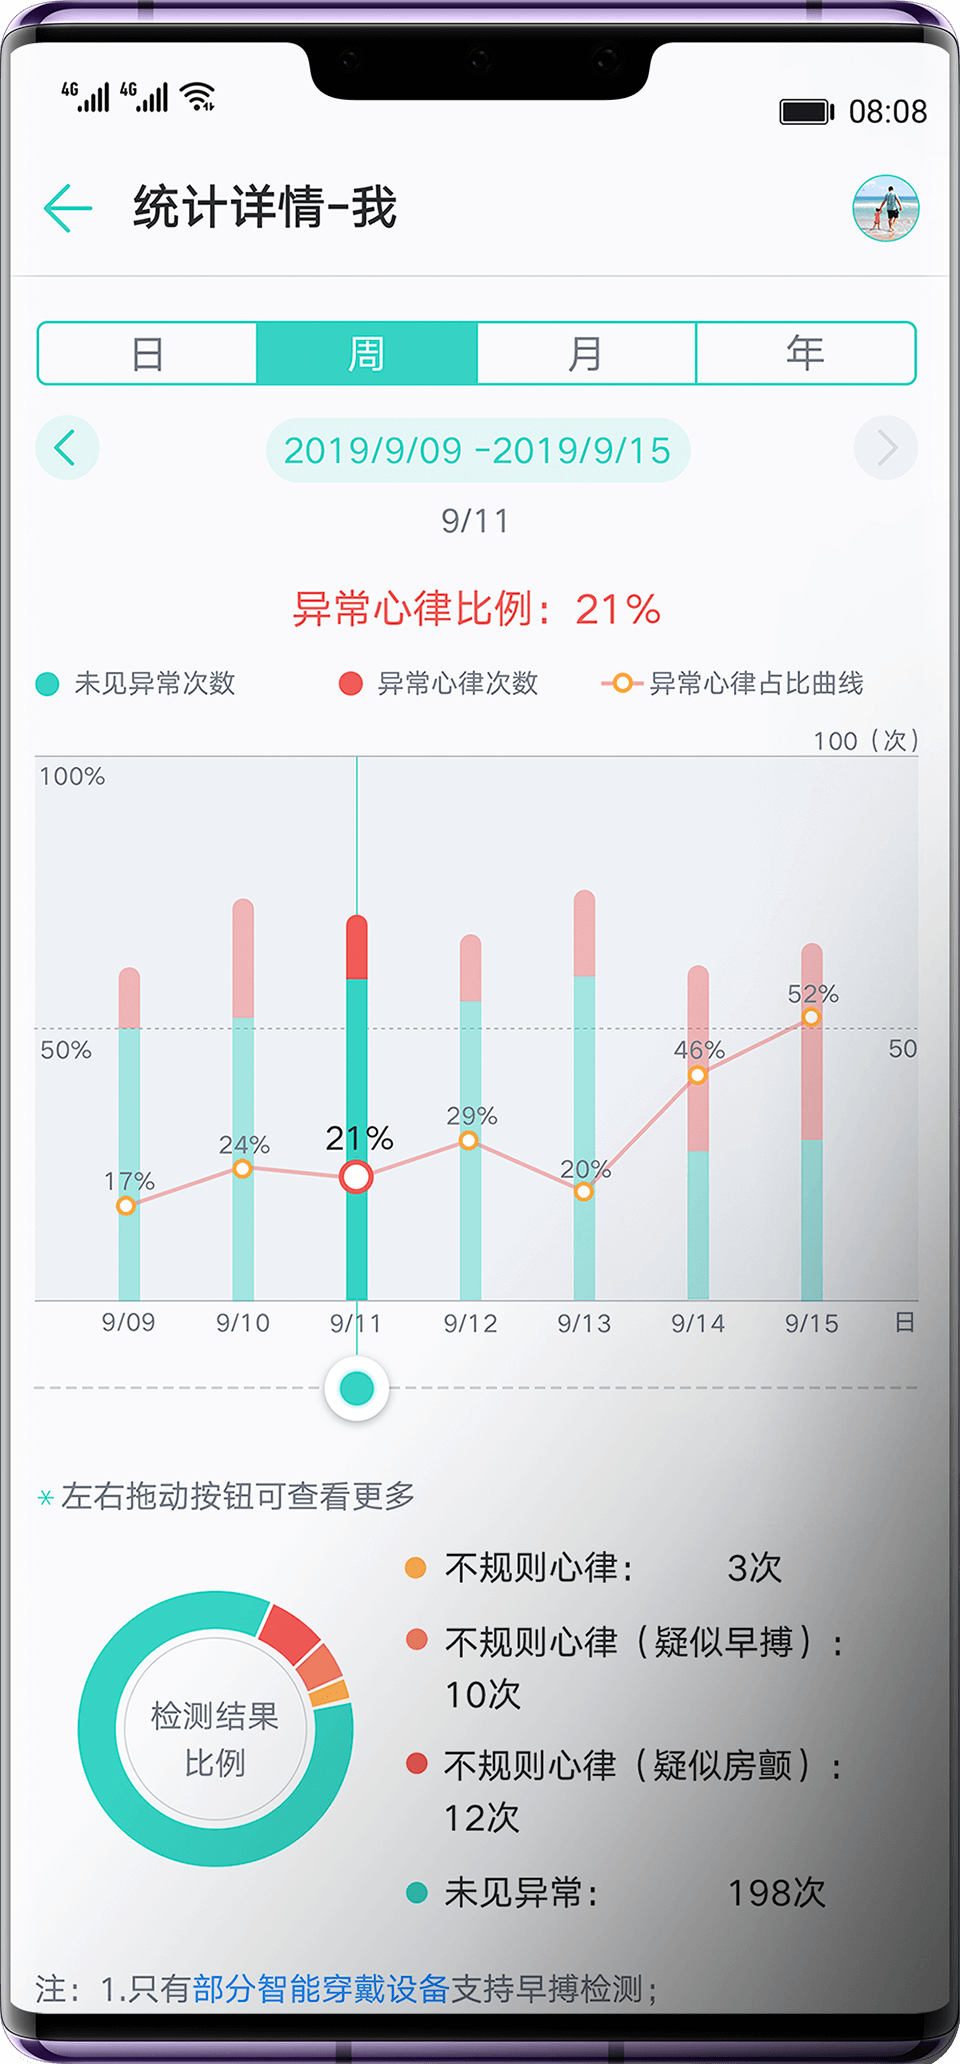 4G 4G 08:08
统计详情-我
日 周 月 年
2019/9/09 -2019/9/15
9/11
异常心律比例：21%
未见异常次数 异常心律次数 异常心律占比曲线
100（次）
100%
52%
50% 46% 50
29%
21%
24%
20%
17%
9/09 9/10 9/11 9/12 9/13 9/14 9/15 日
*左右拖动按钮可查看更多
不规则心律： 3次
不规则心律（疑似早搏）：
10次
检测结果
比例
不规则心律（疑似房颤）：
12次
未见异常： 198次
注：1.只有部分智能穿戴设备支持早搏检测；